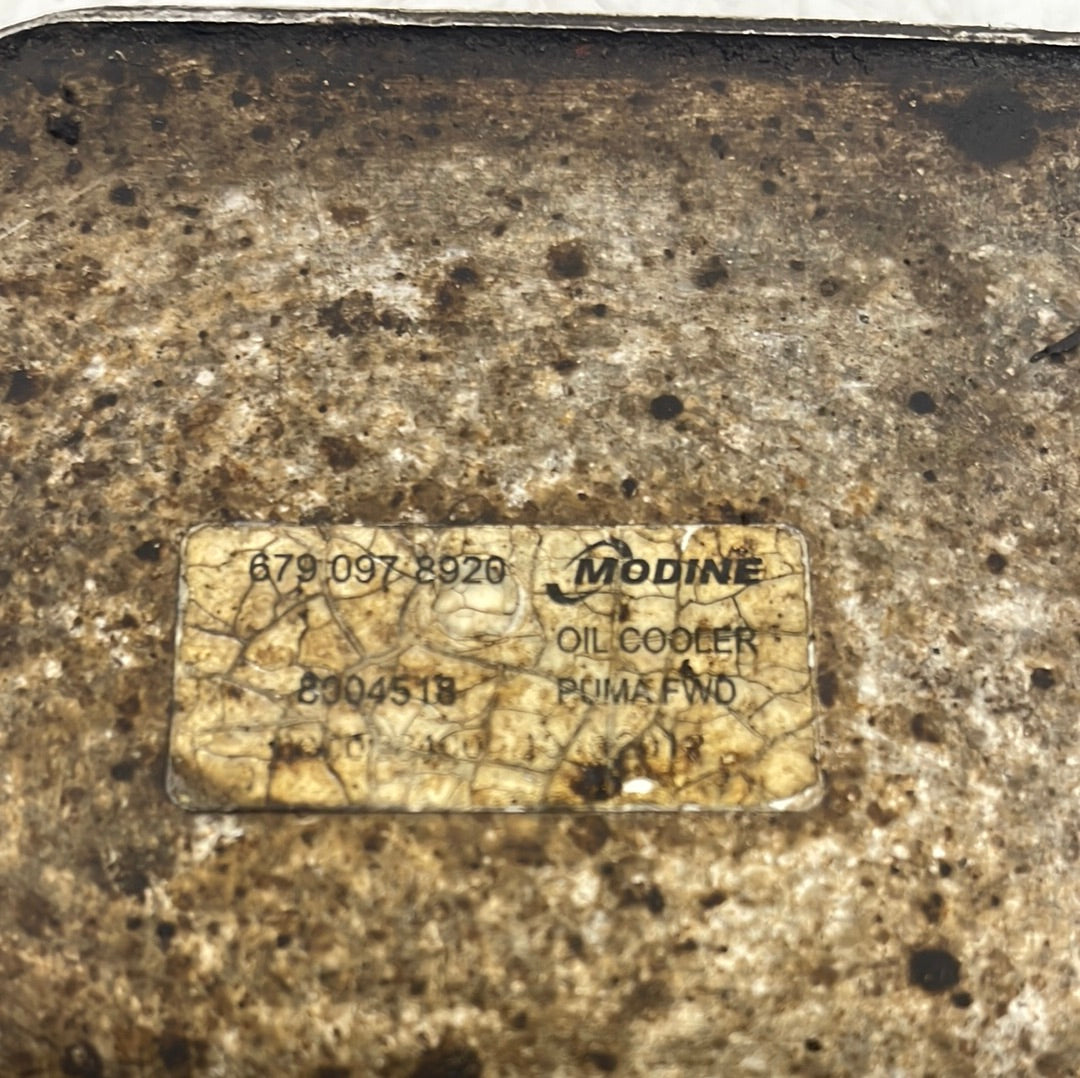 679 097 8920 MODINE
OIL COOLER
8004518 PUMA FWD